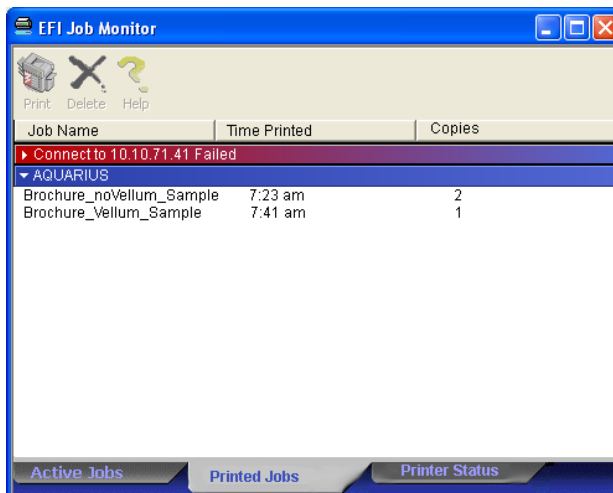 EFI Job Monitor
Print Delete Help
Job Name Time Printed Copies
Connect to 10.10.71.41 Failed
AQUARIUS
Brochure_noVellum_Sample 7:23 am 2
Brochure_Vellum_Sample 7:41 am 1
Active Jobs Printed Jobs Printer Status